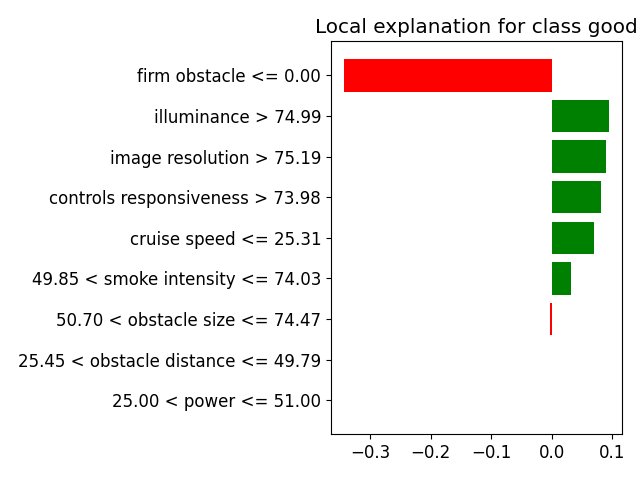 Local explanation for class good
firm obstacle <= 0.00
illuminance > 74.99
image resolution > 75.19
controls responsiveness > 73.98
cruise speed <= 25.31
49.85 < smoke intensity <= 74.03
50.70 < obstacle size <= 74.47
25.45 < obstacle distance <= 49.79
25.00 < power <= 51.00
−0.3 −0.2 −0.1 0.0 0.1